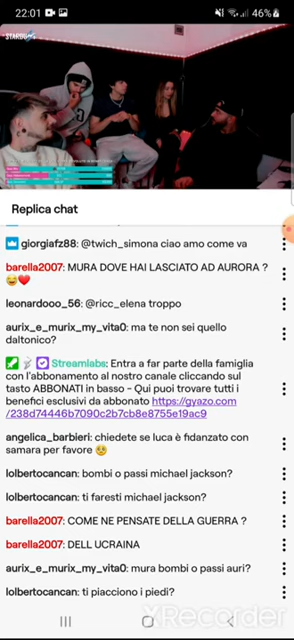 22:01
46%
STARDUST
Replica chat
giorgiafz88: @twich_simona ciao amo come va
barella2007: MURA DOVE HAI LASCIATO AD AURORA ?
😂❤️
leonardooo_56: @ricc_elena troppo
aurix_e_murix_my_vita0: ma te non sei quello
daltonico?
Streamlabs: Entra a far parte della famiglia
con l'abbonamento al nostro canale cliccando sul
tasto ABBONATI in basso - Qui puoi trovare tutti i
benefici esclusivi da abbonato https://gyazo.com
/238d74446b7090c2b7cb8e8755e19ac9
angelica_barbieri: chiedete se luca è fidanzato con
samara per favore 🥺
lolbertocancan: bombi o passi michael jackson?
lolbertocancan: ti faresti michael jackson?
barella2007: COME NE PENSATE DELLA GUERRA ?
barella2007: DELL UCRAINA
aurix_e_murix_my_vita0: mura bombi o passi auri?
lolbertocancan: ti piacciono i piedi?
XRecorder